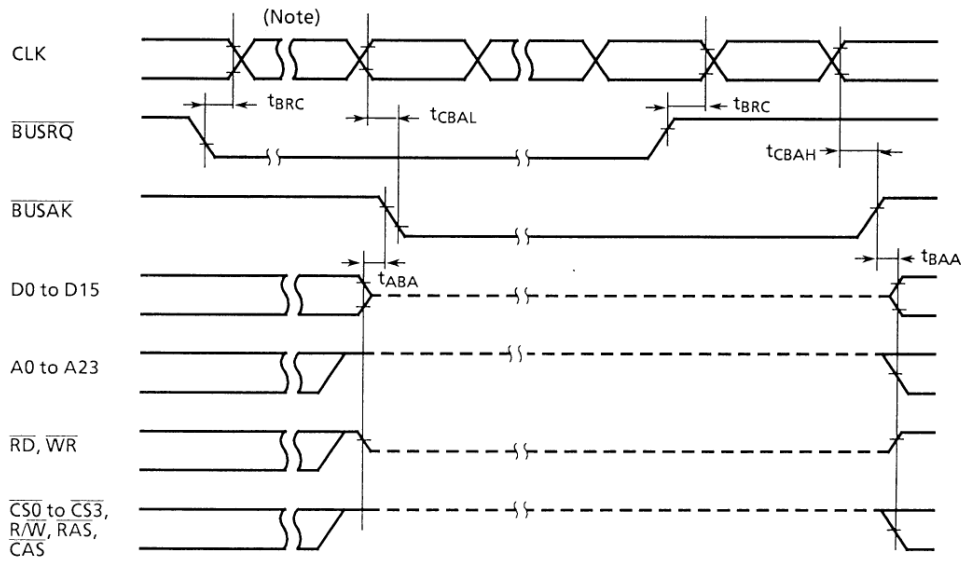 (Note)
CLK
tBRC
tCBAL
tBRC
BUSRQ
tCBAH
BUSAK
tBAA
tABA
D0 to D15
A0 to A23
RD, WR
CS0 to CS3,
R/W, RAS,
CAS